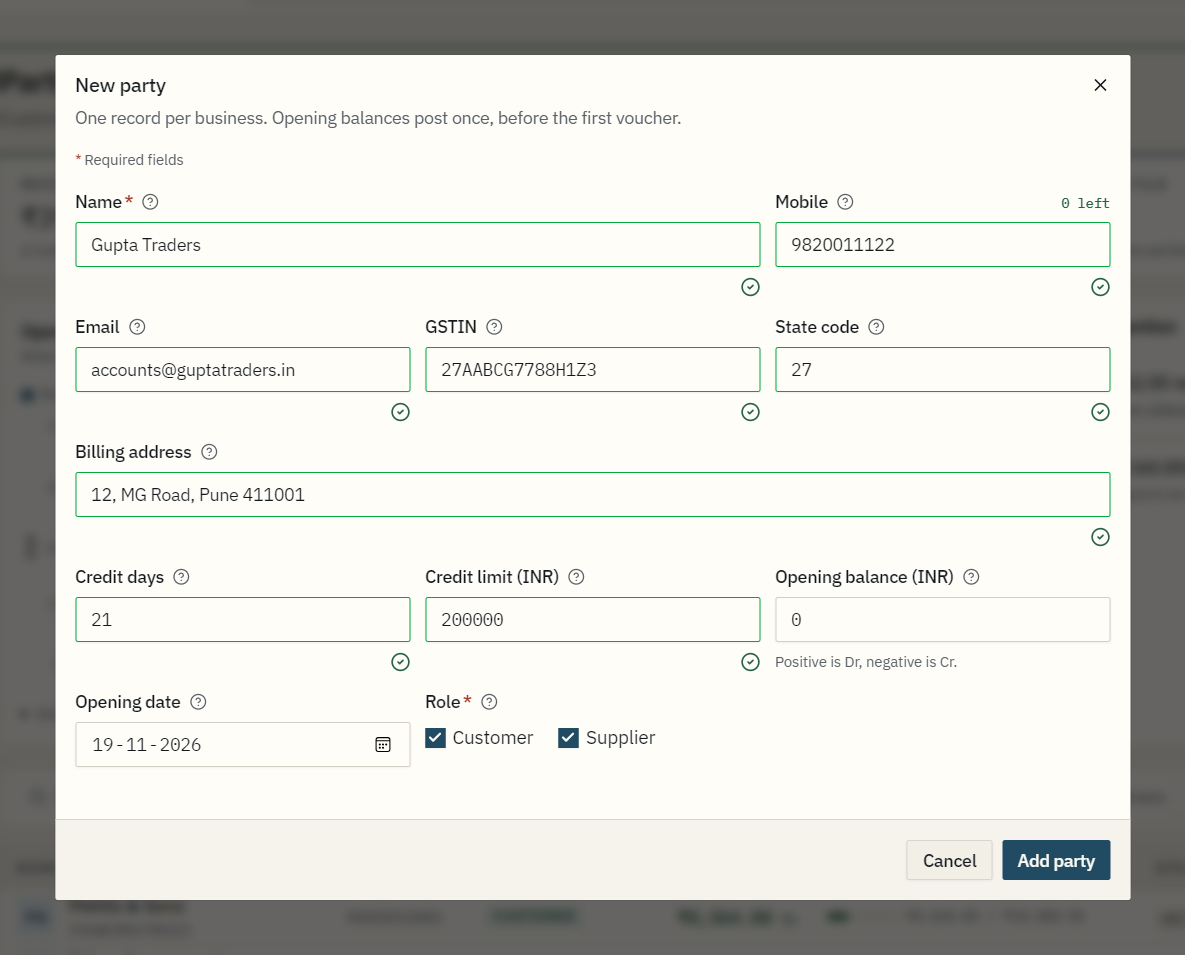 New party
One record per business. Opening balances post once, before the first voucher.
* Required fields
Name* Mobile 0 left
Gupta Traders 9820011122
Email GSTIN State code
accounts@guptatraders.in 27AABCG7788H1Z3 27
Billing address
12, MG Road, Pune 411001
Credit days Credit limit (INR) Opening balance (INR)
21 200000 0
Positive is Dr, negative is Cr.
Opening date Role*
19-11-2026 Customer Supplier
Cancel Add party